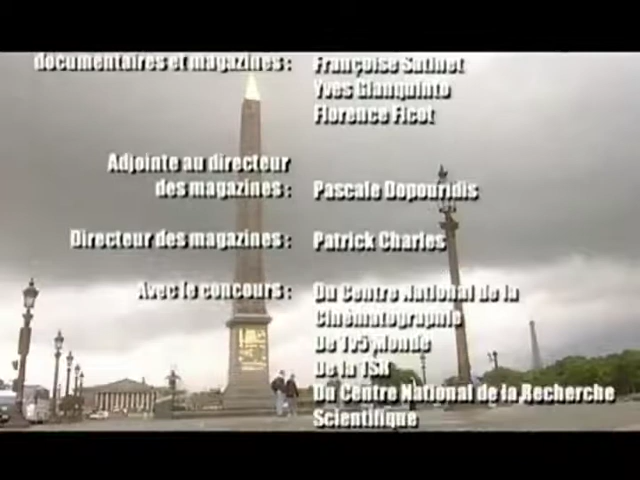 documentaires et magazines : Françoise Satinet
Yves Gianquinto
Florence Ficot
Adjointe au directeur
des magazines : Pascale Dopouridis
Directeur des magazines : Patrick Charles
Avec le concours : Du Centre National de la
Cinématographie
De Tv5 Monde
De la TSR
Du Centre National de la Recherche
Scientifique